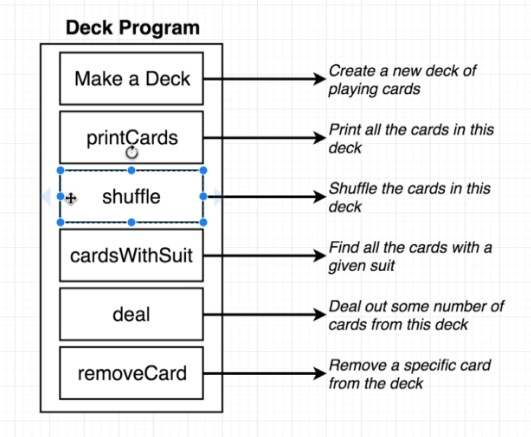 Deck Program
Make a Deck
Create a new deck of
playing cards
printCards
Print all the cards in this
deck
shuffle
Shuffle the cards in this
deck
cardsWithSuit
Find all the cards with a
given suit
deal
Deal out some number of
cards from this deck
removeCard
Remove a specific card
from the deck